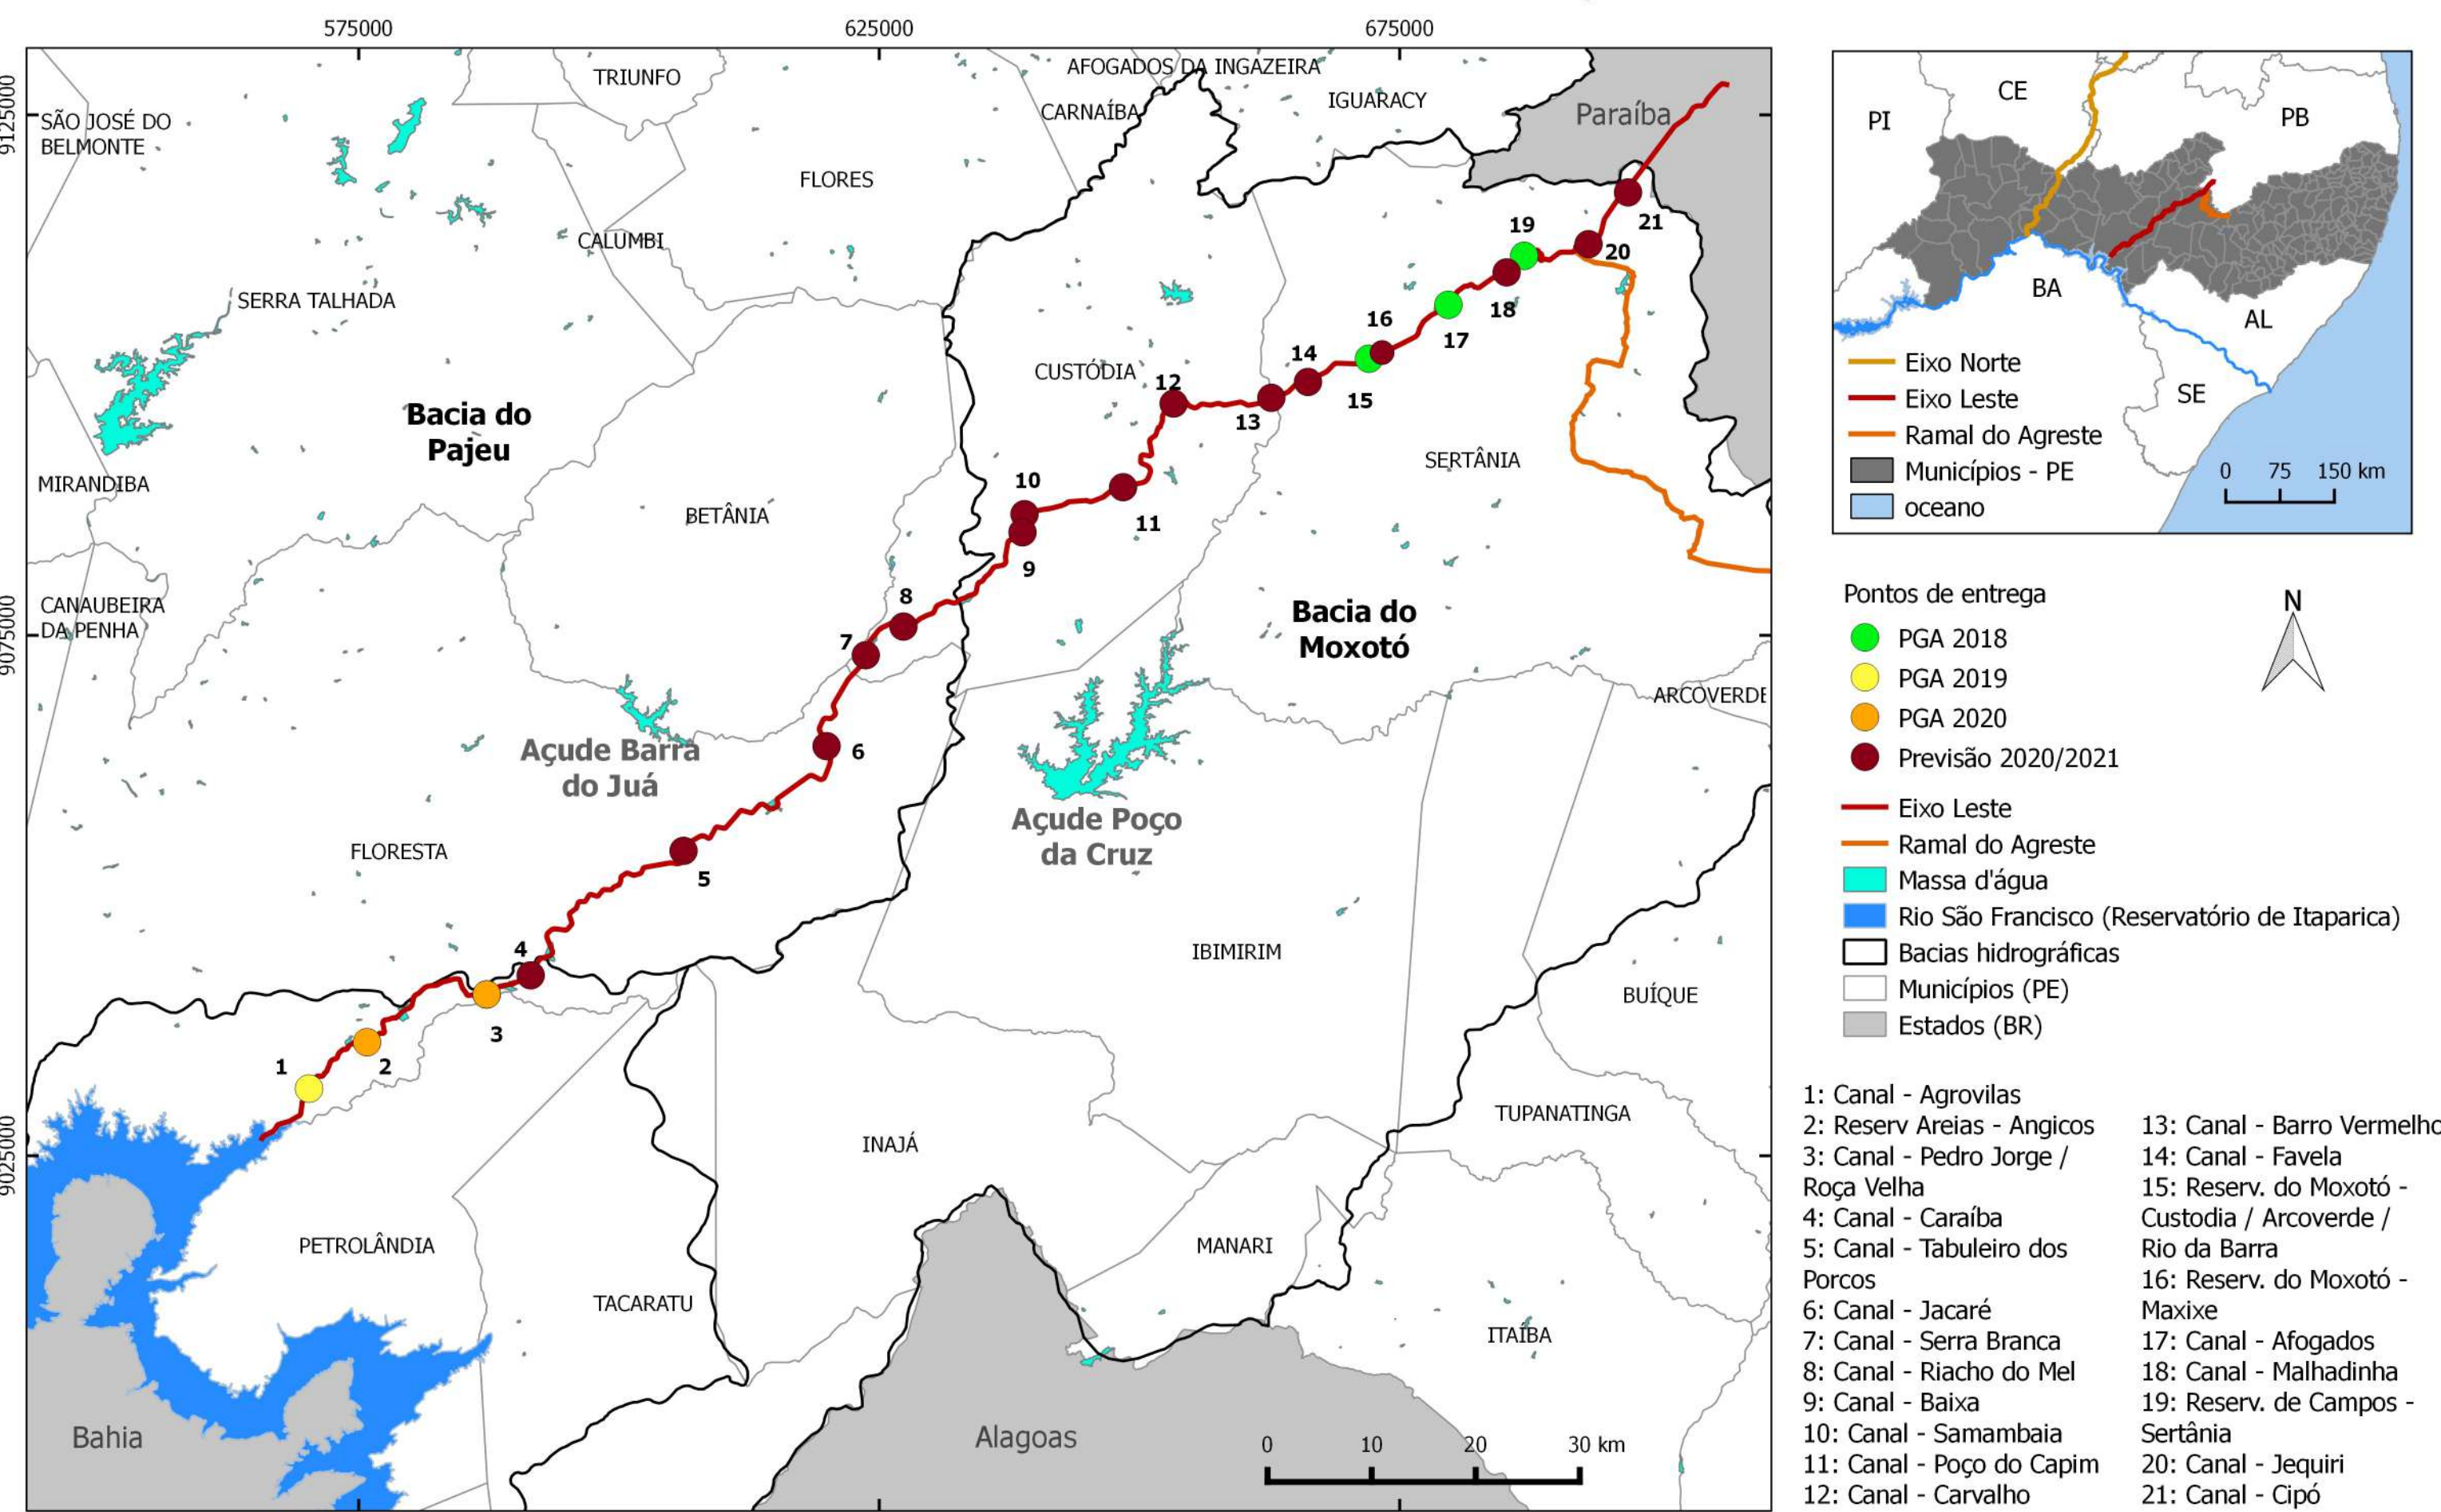 575000
625000
675000
9125000
9075000
9025000
TRIUNFO
AFOGADOS DA INGAZEIRA
SÃO JOSÉ DO
BELMONTE
CARNAÍBA
IGUARACY
Paraíba
FLORES
CALUMBI
SERRA TALHADA
21
19
20
18
16
17
CUSTÓDIA
12
14
15
13
Bacia do
Pajeu
MIRANDIBA
SERTÂNIA
BETÂNIA
10
11
9
CANAUBEIRA
DA PENHA
8
7
Bacia do
Moxotó
ARCOVERDE
Açude Barra
do Juá
6
Açude Poço
da Cruz
FLORESTA
5
4
IBIMIRIM
BUÍQUE
3
1
2
TUPANATINGA
INAJÁ
PETROLÂNDIA
MANARI
TACARATU
ITAÍBA
Bahia
Alagoas
0 10 20 30 km
CE
PI
PB
BA
AL
SE
Eixo Norte
Eixo Leste
Ramal do Agreste
Municípios - PE
oceano
0 75 150 km
Pontos de entrega
N
PGA 2018
PGA 2019
PGA 2020
Previsão 2020/2021
Eixo Leste
Ramal do Agreste
Massa d'água
Rio São Francisco (Reservatório de Itaparica)
Bacias hidrográficas
Municípios (PE)
Estados (BR)
1: Canal - Agrovilas
2: Reserv Areias - Angicos
3: Canal - Pedro Jorge /
Roça Velha
4: Canal - Caraíba
5: Canal - Tabuleiro dos
Porcos
6: Canal - Jacaré
7: Canal - Serra Branca
8: Canal - Riacho do Mel
9: Canal - Baixa
10: Canal - Samambaia
11: Canal - Poço do Capim
12: Canal - Carvalho
13: Canal - Barro Vermelho
14: Canal - Favela
15: Reserv. do Moxotó -
Custodia / Arcoverde /
Rio da Barra
16: Reserv. do Moxotó -
Maxixe
17: Canal - Afogados
18: Canal - Malhadinha
19: Reserv. de Campos -
Sertânia
20: Canal - Jequiri
21: Canal - Cipó